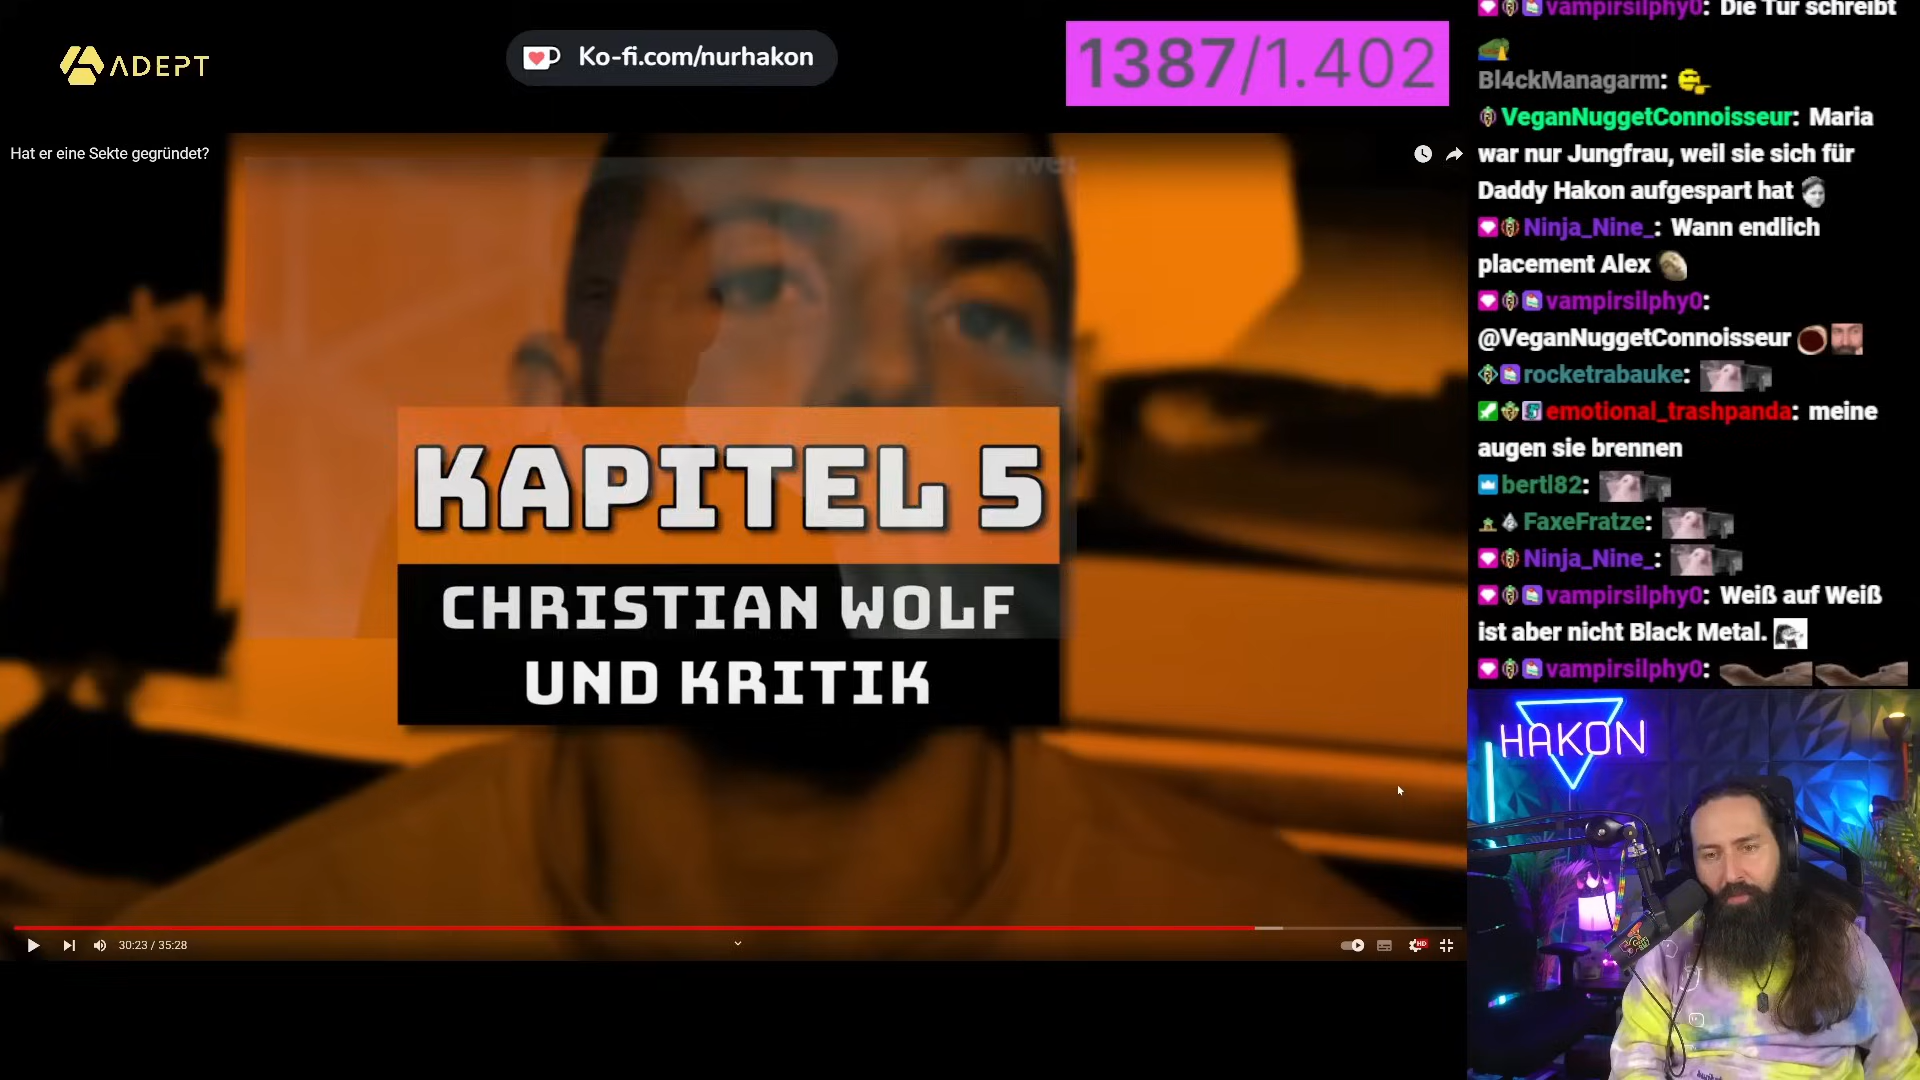 ADEPT
Ko-fi.com/nurhakon
1387/1.402
Hat er eine Sekte gegründet?
KAPITEL 5
CHRISTIAN WOLF
UND KRITIK
30:23 / 35:28
HD
vampirsilphy0: Die Tür schreibt
Bl4ckManagarm:
VeganNuggetConnoisseur: Maria
war nur Jungfrau, weil sie sich für
Daddy Hakon aufgespart hat
Ninja_Nine_: Wann endlich
placement Alex
vampirsilphy0:
@VeganNuggetConnoisseur
rocketrabauke:
emotional_trashpanda: meine
augen sie brennen
bertl82:
FaxeFratze:
Ninja_Nine_:
vampirsilphy0: Weiß auf Weiß
ist aber nicht Black Metal.
vampirsilphy0:
HAKON